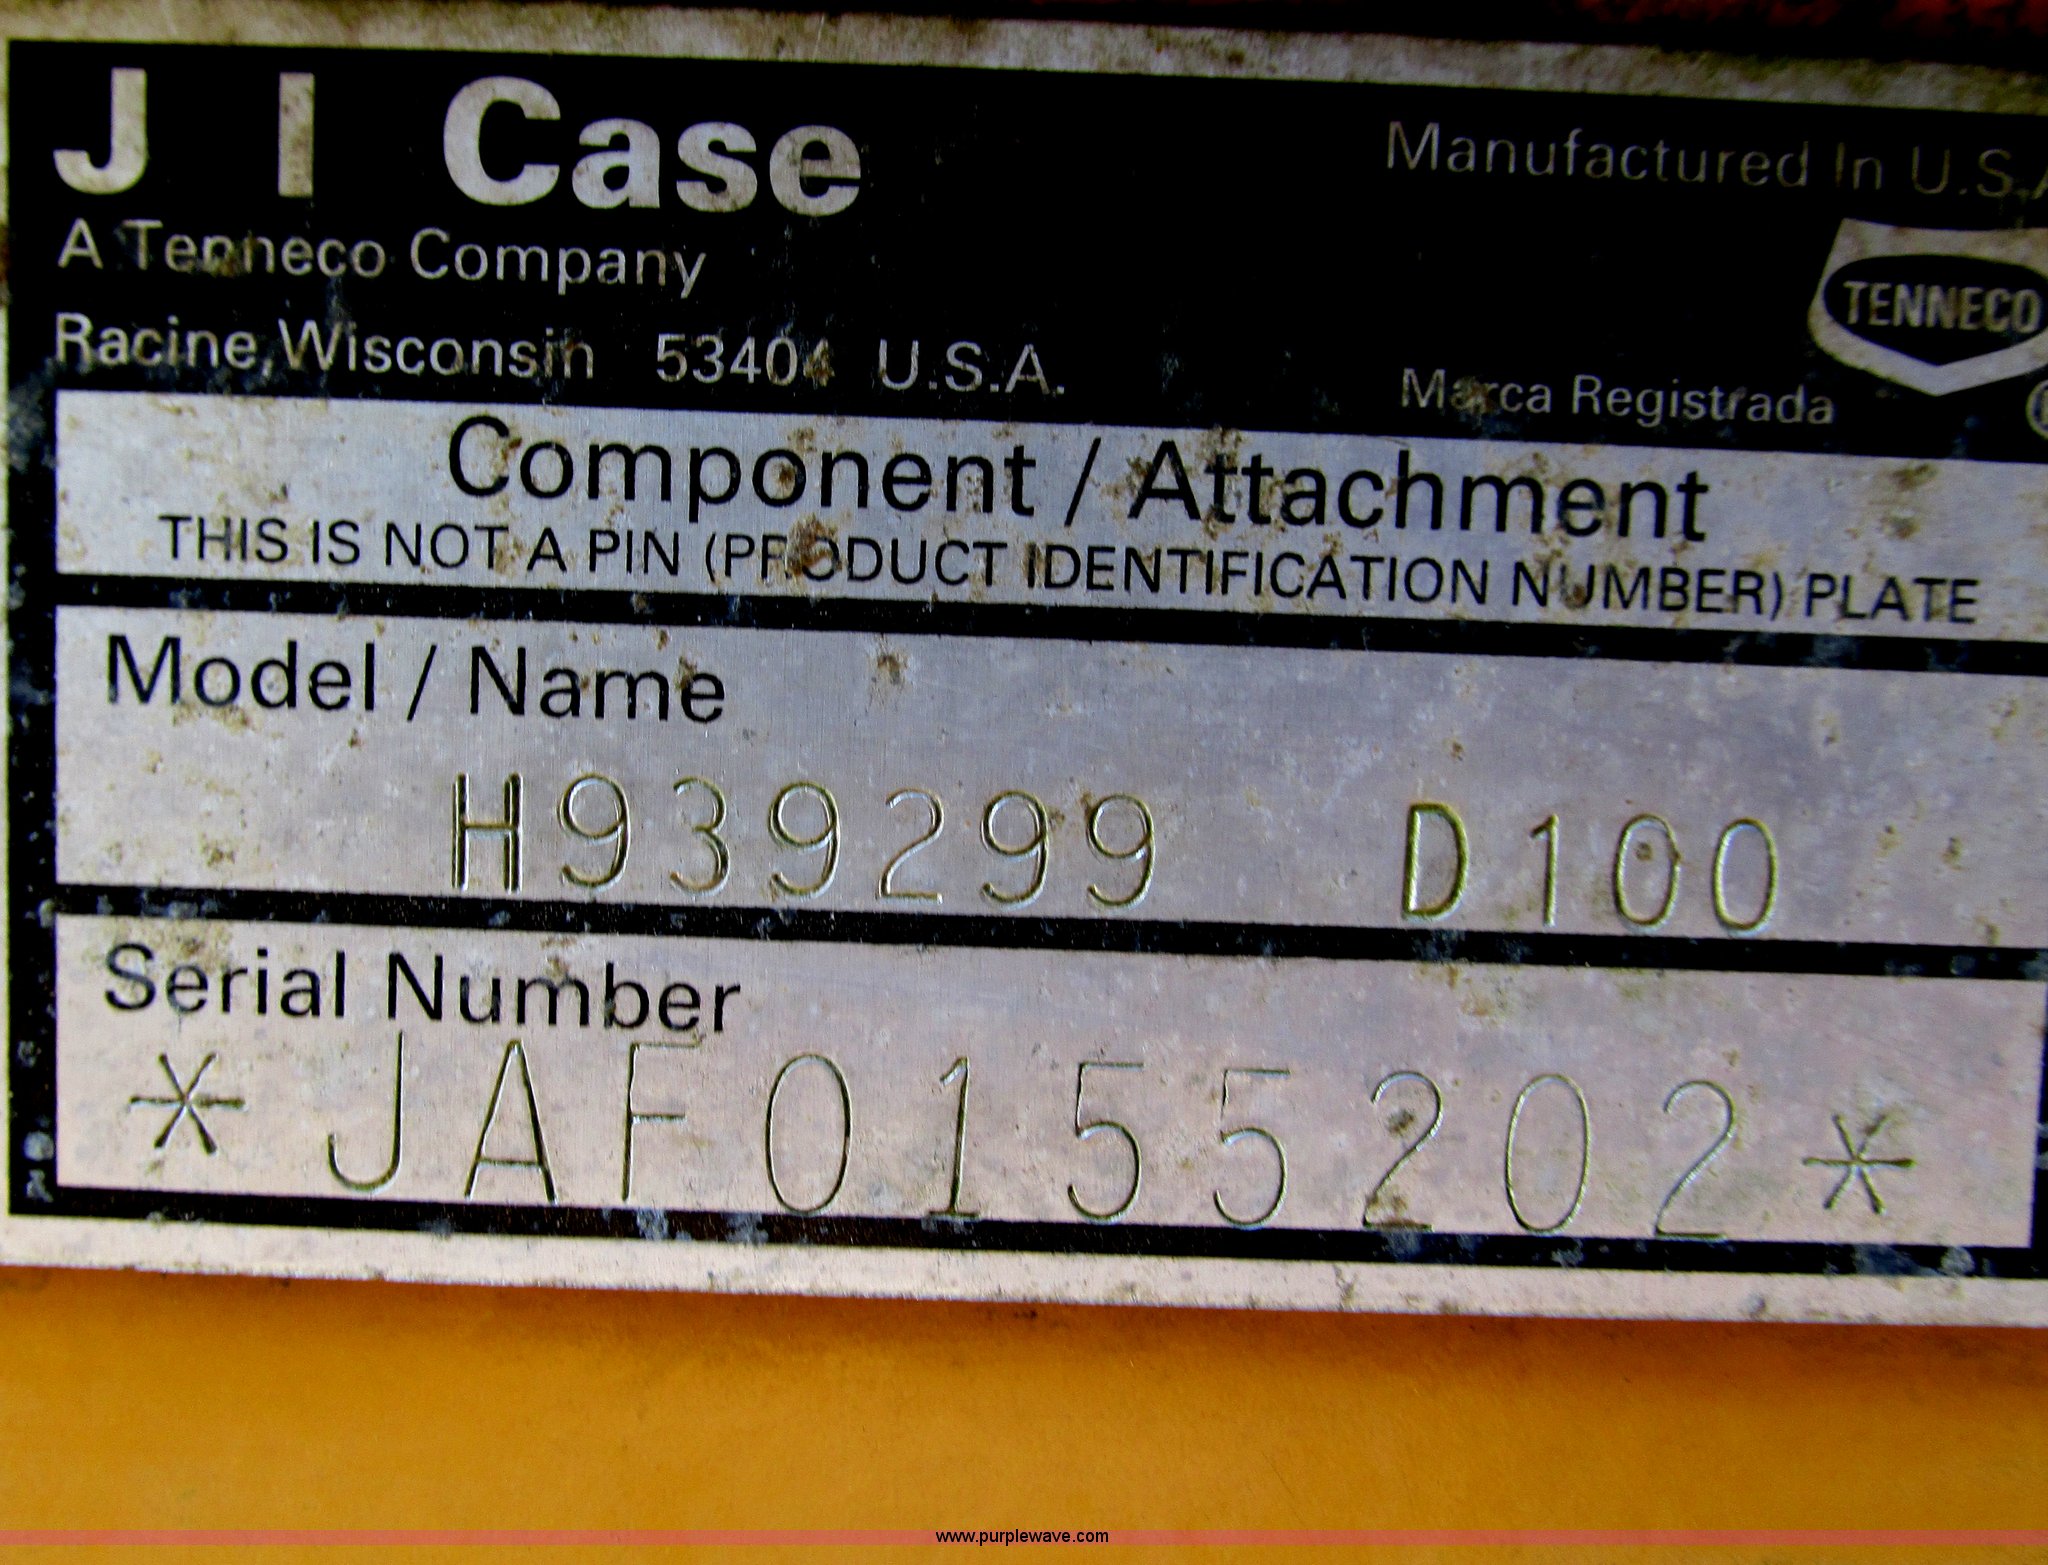 J I Case
Manufactured In U.S.A
A Tenneco Company
TENNECO
Racine, Wisconsin 53404 U.S.A.
Marca Registrada ®
Component / Attachment
THIS IS NOT A PIN (PRODUCT IDENTIFICATION NUMBER) PLATE
Model / Name
H939299 D100
Serial Number
*JAF0155202*
www.purplewave.com